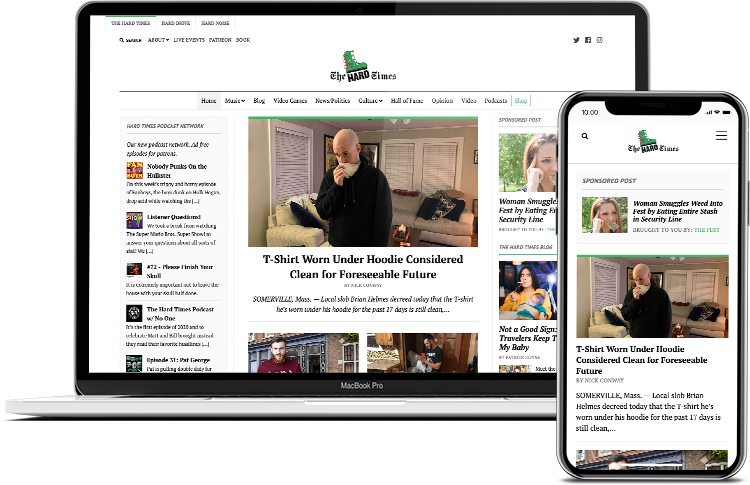 THE HARD TIMES HARD DRIVE HARD NOISE
SEARCH ABOUT LIVE EVENTS PATREON BOOK
The HARD Times
Home Music Blog Video Games News/Politics Culture Hall of Fame Opinion Video Podcasts Shop
HARD TIMES PODCAST NETWORK
Our new podcast network. Ad free
episodes for patrons.
Nobody Punks On the
Hullster
On this week's trippy and horny episode
of Fanboys, the boys dunk on Hulk Hogan,
drop acid while watching the [...]
Listener Questions!
We took a break from watching
The Super Mario Bros. Super Show to
answer your questions about all sorts of
shit! We [...]
#72 – Please Finish Your
Skull
It is extremely important not to leave the
house with your skull half done.
The Hard Times Podcast
w/ No One
It's the first episode of 2020 and to
celebrate Matt and Bill brought instead
they read their favorite headlines [...]
Episode 31: Pat George
Pat is pulling double daily for
T-Shirt Worn Under Hoodie Considered
Clean for Foreseeable Future
BY NICK CONWAY
SOMERVILLE, Mass. — Local slob Brian Helmes decreed today that the T-shirt
he's worn under his hoodie for the past 17 days is still clean,...
SPONSORED POST
Woman Smuggles
Fest by Eating Entire
Security Line
BROUGHT TO YOU BY: THE
THE HARD TIMES BLOG
Not a Good Sign:
Travelers Keep
My Baby
BY PATRICK COYNE
Meet the
MacBook Pro
10:00
The HARD Times
SPONSORED POST
Woman Smuggles Weed Into
Fest by Eating Entire Stash
in Security Line
BROUGHT TO YOU BY: THE FEST
T-Shirt Worn Under Hoodie
Considered Clean for Foreseeable
Future
BY NICK CONWAY
SOMERVILLE, Mass. — Local slob Brian
Helmes decreed today that the T-shirt he's
worn under his hoodie for the past 17 days is
still clean,...